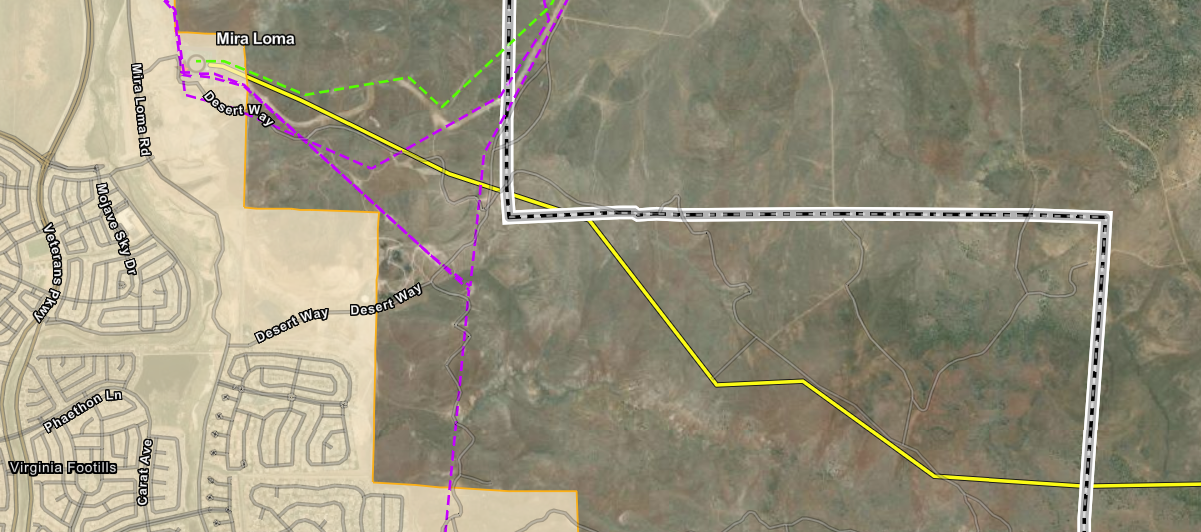 Mira Loma
Mira Loma Rd
Desert Way
Mojave Sky Dr
Veterans Pkwy
Desert Way
Desert Way
Phaethon Ln
Virginia Footills
Carat Ave